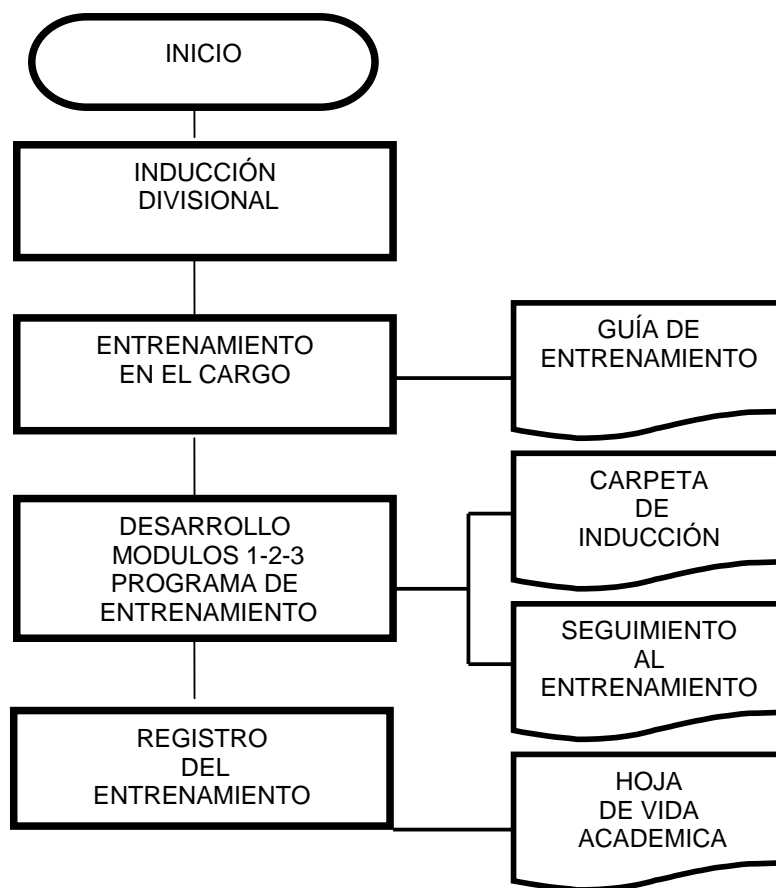 INICIO
INDUCCIÓN
DIVISIONAL
ENTRENAMIENTO
EN EL CARGO
GUÍA DE
ENTRENAMIENTO
DESARROLLO
MODULOS 1-2-3
PROGRAMA DE
ENTRENAMIENTO
CARPETA
DE
INDUCCIÓN
SEGUIMIENTO
AL
ENTRENAMIENTO
REGISTRO
DEL
ENTRENAMIENTO
HOJA
DE VIDA
ACADEMICA